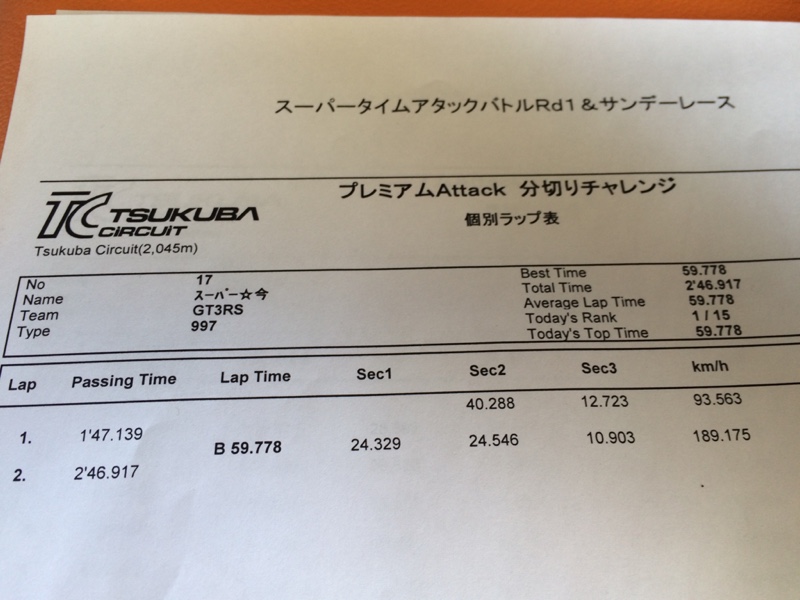 スーパータイムアタックバトルRd1＆サンデーレース
プレミアムAttack 分切りチャレンジ
個別ラップ表
TC TSUKUBA CIRCUIT
Tsukuba Circuit(2,045m)
No 17 Best Time 59.778
Name ｽｰﾊﾟｰ☆今 Total Time 2'46.917
Team GT3RS Average Lap Time 59.778
Type 997 Today's Rank 1 / 15
Today's Top Time 59.778
Lap Passing Time Lap Time Sec1 Sec2 Sec3 km/h
1. 1'47.139 40.288 12.723 93.563
2. 2'46.917 B 59.778 24.329 24.546 10.903 189.175